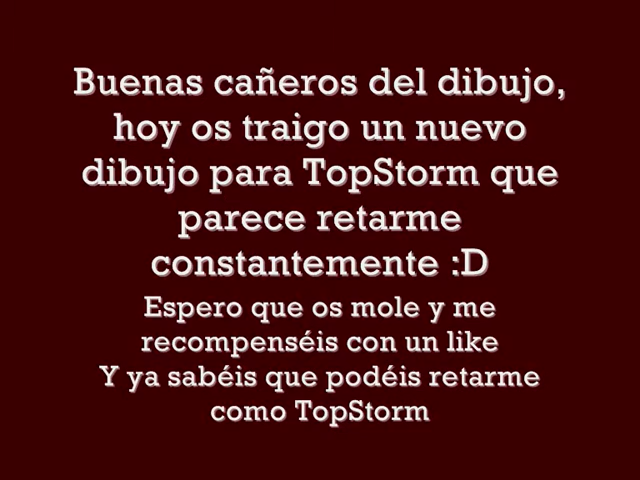 Buenas cañeros del dibujo,
hoy os traigo un nuevo
dibujo para TopStorm que
parece retarme
constantemente :D
Espero que os mole y me
recompenséis con un like
Y ya sabéis que podéis retarme
como TopStorm